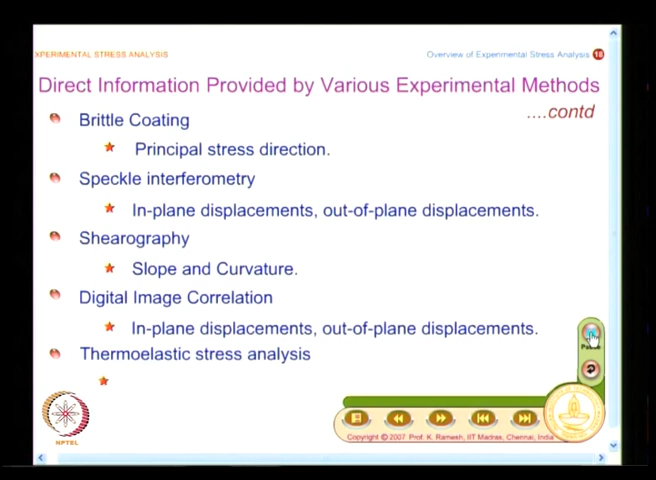 XPERIMENTAL STRESS ANALYSIS
Overview of Experimental Stress Analysis 18
Direct Information Provided by Various Experimental Methods
....contd
Brittle Coating
Principal stress direction.
Speckle interferometry
In-plane displacements, out-of-plane displacements.
Shearography
Slope and Curvature.
Digital Image Correlation
In-plane displacements, out-of-plane displacements.
Thermoelastic stress analysis
NPTEL
Copyright © 2007 Prof. K. Ramesh, IIT Madras, Chennai, India